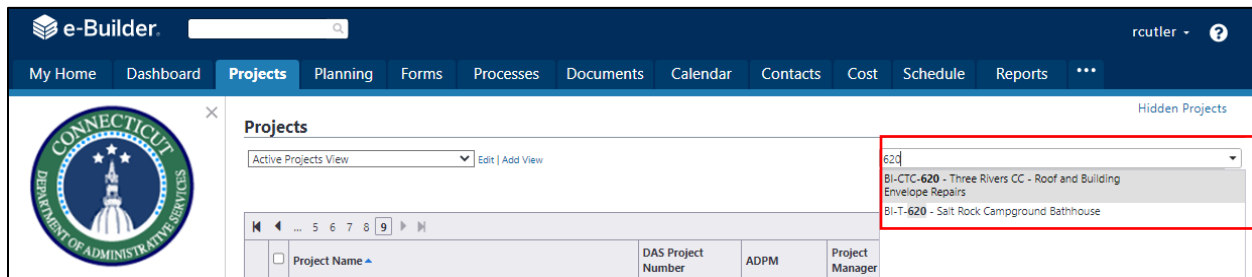 e-Builder.
rcutler
?
My Home Dashboard Projects Planning Forms Processes Documents Calendar Contacts Cost Schedule Reports •••
Hidden Projects
CONNECTICUT
DEPARTMENT OF ADMINISTRATIVE SERVICES
Projects
Active Projects View Edit | Add View
620
BI-CTC-620 - Three Rivers CC - Roof and Building
Envelope Repairs
BI-T-620 - Salt Rock Campground Bathhouse
... 5 6 7 8 9
Project Name
DAS Project
Number
ADPM
Project
Manager